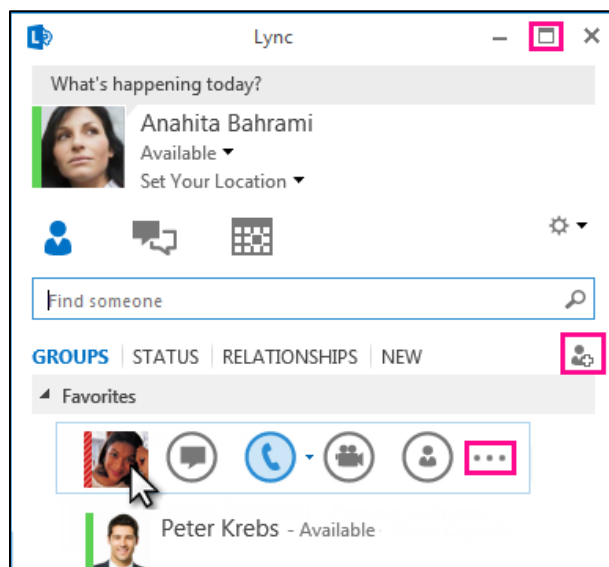 Lync
What's happening today?
Anahita Bahrami
Available
Set Your Location
Find someone
GROUPS STATUS RELATIONSHIPS NEW
Favorites
Peter Krebs - Available